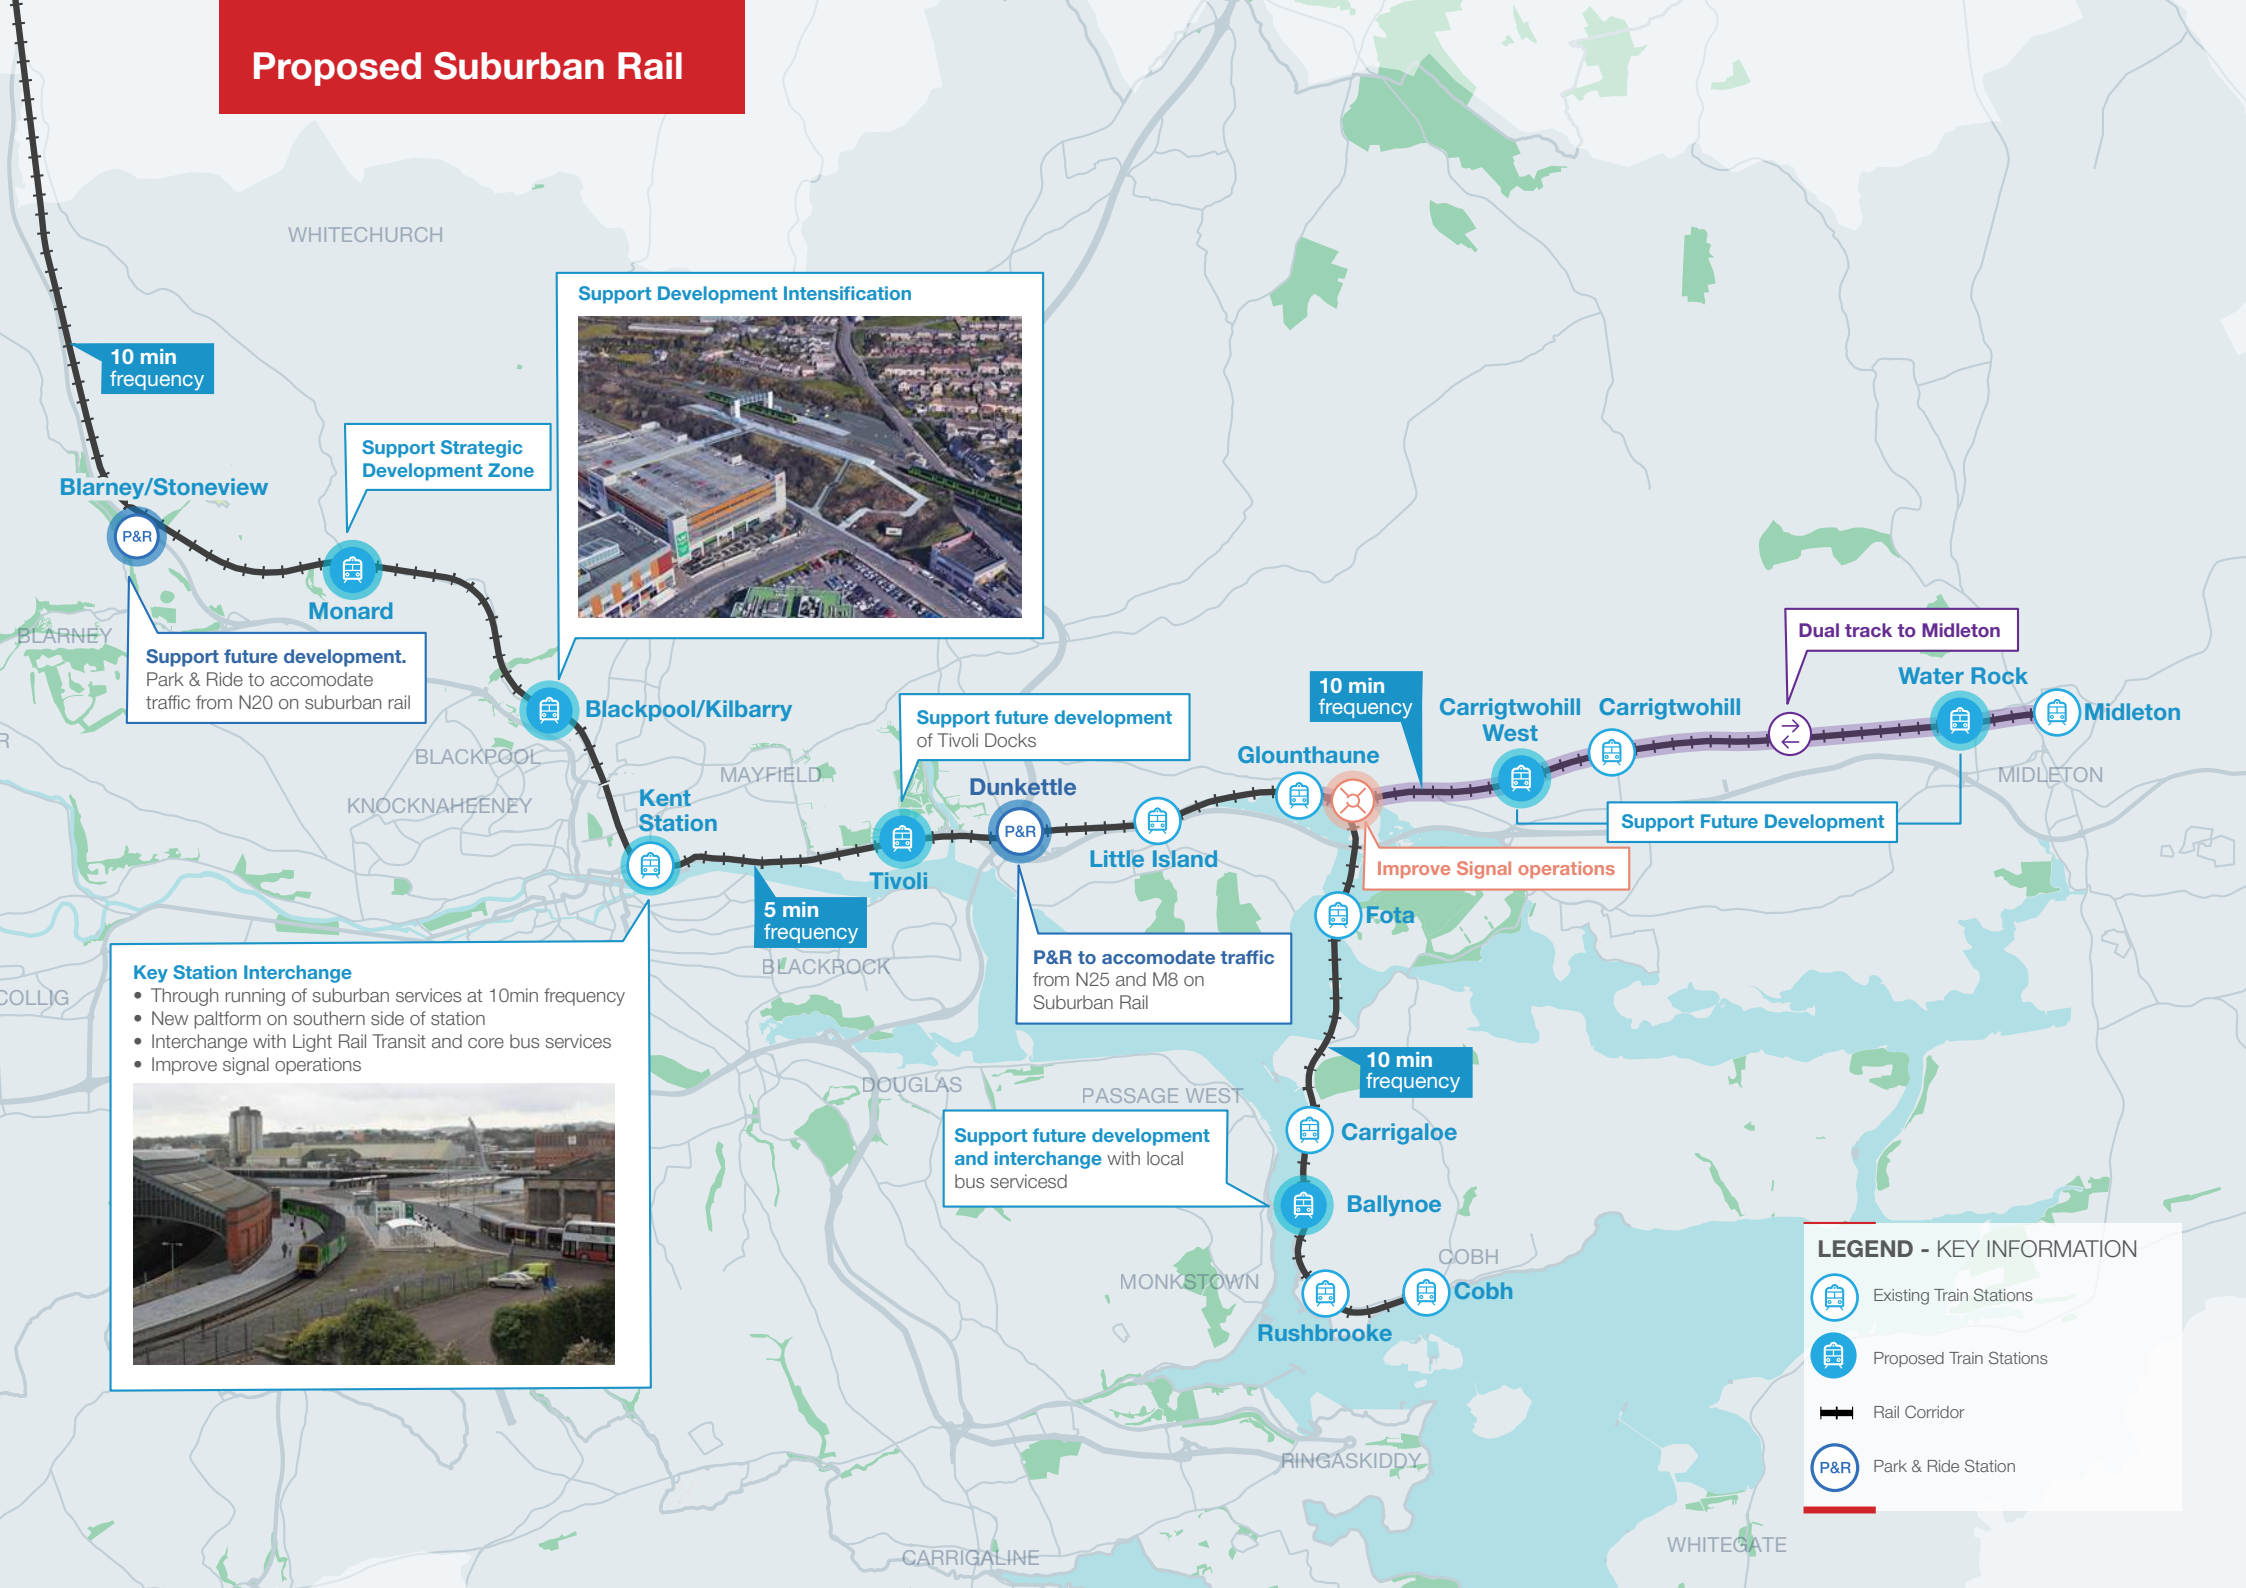 Proposed Suburban Rail
WHITECHURCH
Support Development Intensification
10 min
frequency
Support Strategic
Development Zone
Blarney/Stoneview
P&R
Monard
BLARNEY
Support future development.
Park & Ride to accomodate
traffic from N20 on suburban rail
Blackpool/Kilbarry
BLACKPOOL
MAYFIELD
KNOCKNAHEENEY
Kent
Station
Support future development
of Tivoli Docks
Tivoli
Dunkettle
P&R
Little Island
5 min
frequency
BLACKROCK
P&R to accomodate traffic
from N25 and M8 on
Suburban Rail
Glounthaune
10 min
frequency
Carrigtwohill
West
Carrigtwohill
Dual track to Midleton
Water Rock
Midleton
MIDLETON
Support Future Development
Improve Signal operations
Fota
10 min
frequency
COLLIG
R
Key Station Interchange
• Through running of suburban services at 10min frequency
• New paltform on southern side of station
• Interchange with Light Rail Transit and core bus services
• Improve signal operations
DOUGLAS
PASSAGE WEST
Support future development
and interchange with local
bus servicesd
Carrigaloe
Ballynoe
MONKSTOWN
COBH
Cobh
Rushbrooke
RINGASKIDDY
CARRIGALINE
WHITEGATE
LEGEND - KEY INFORMATION
Existing Train Stations
Proposed Train Stations
Rail Corridor
P&R Park & Ride Station